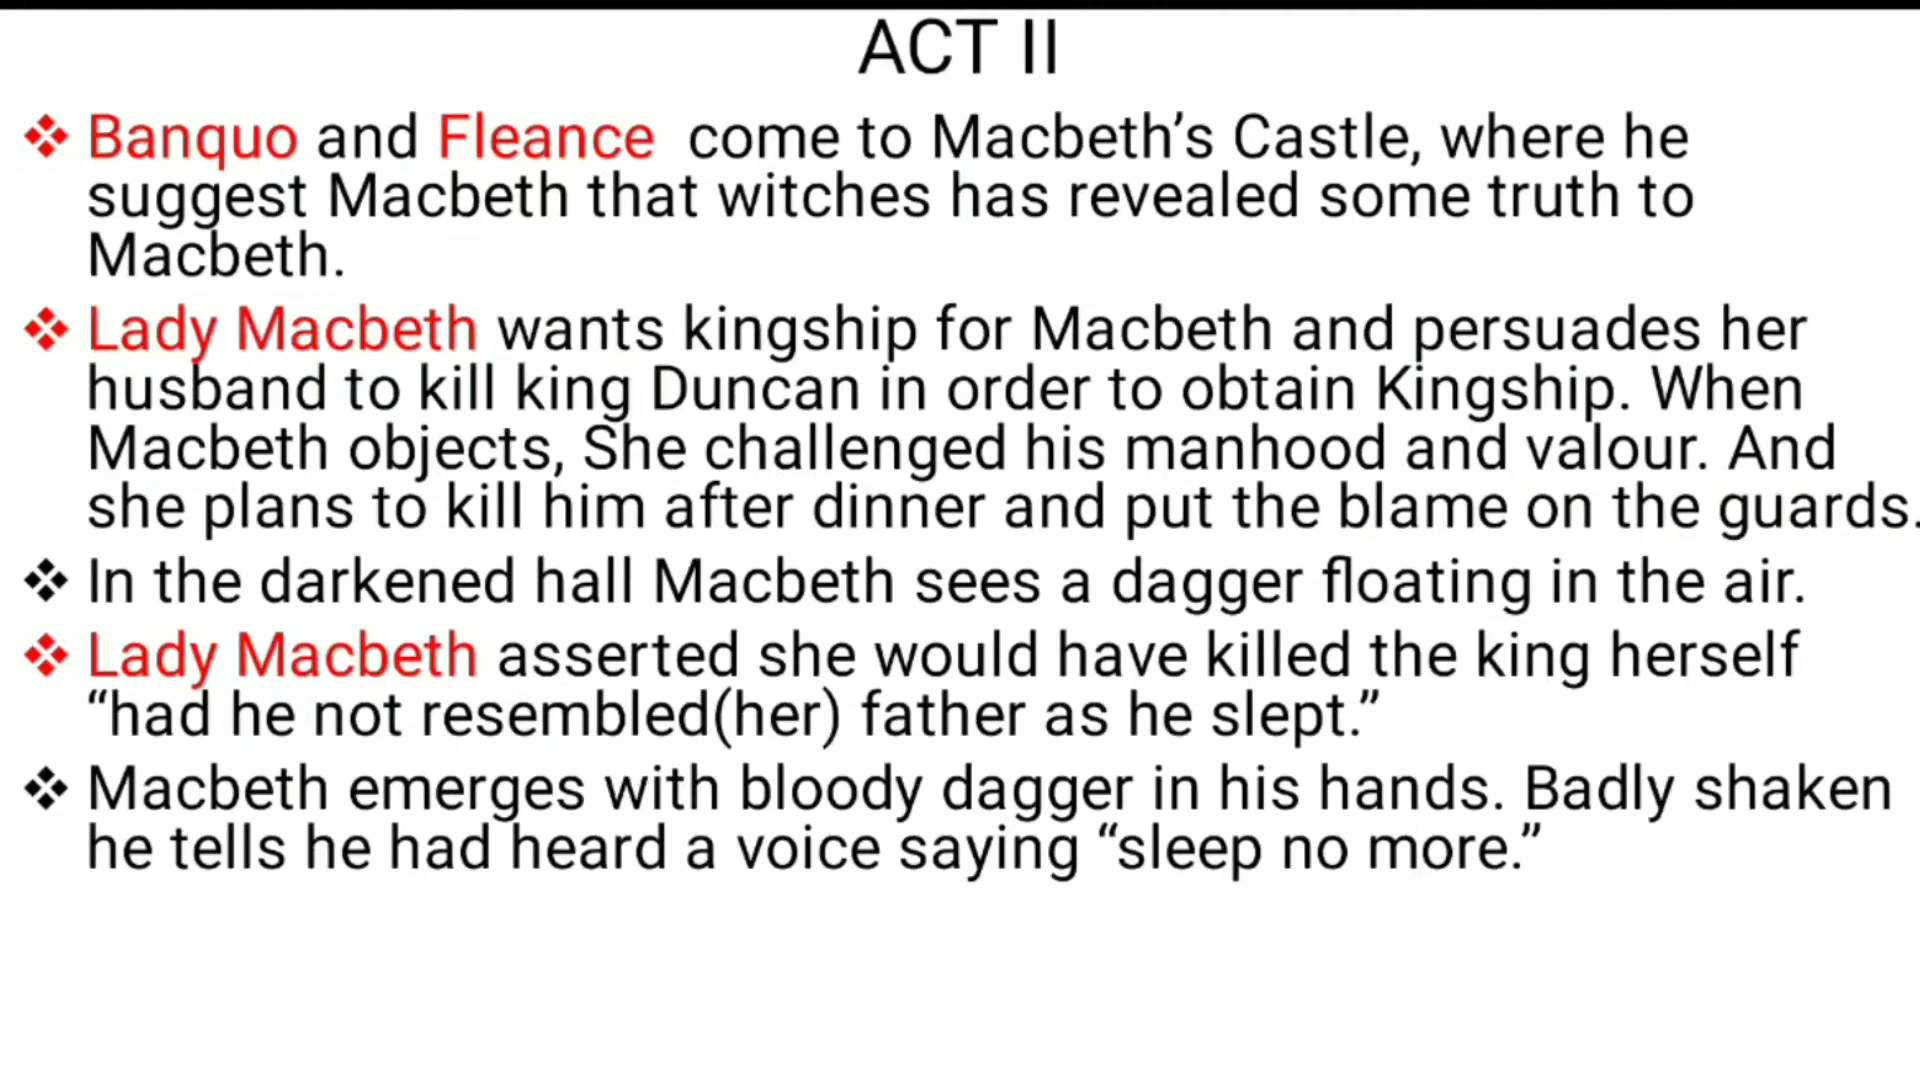 ACT II
❖ Banquo and Fleance come to Macbeth’s Castle, where he
suggest Macbeth that witches has revealed some truth to
Macbeth.
❖ Lady Macbeth wants kingship for Macbeth and persuades her
husband to kill king Duncan in order to obtain Kingship. When
Macbeth objects, She challenged his manhood and valour. And
she plans to kill him after dinner and put the blame on the guards.
❖ In the darkened hall Macbeth sees a dagger floating in the air.
❖ Lady Macbeth asserted she would have killed the king herself
“had he not resembled(her) father as he slept.”
❖ Macbeth emerges with bloody dagger in his hands. Badly shaken
he tells he had heard a voice saying “sleep no more.”